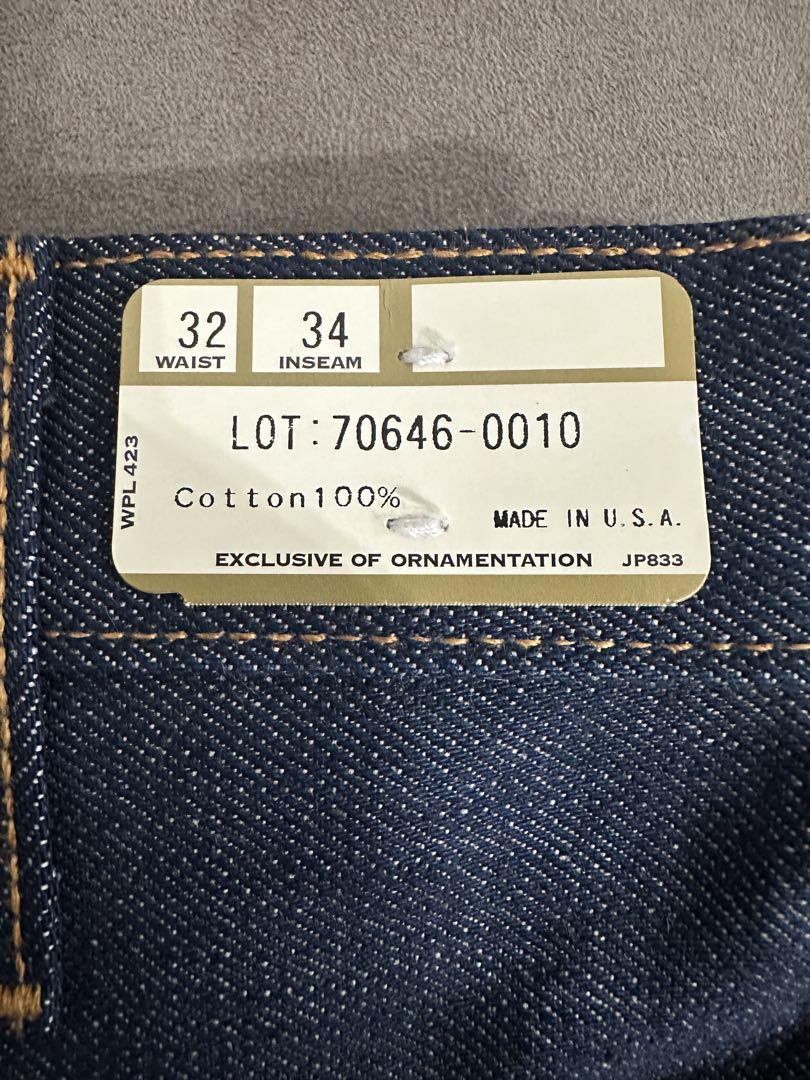 32 34
WAIST INSEAM
LOT:70646-0010
WPL 423
Cotton100%
MADE IN U.S.A.
EXCLUSIVE OF ORNAMENTATION JP833